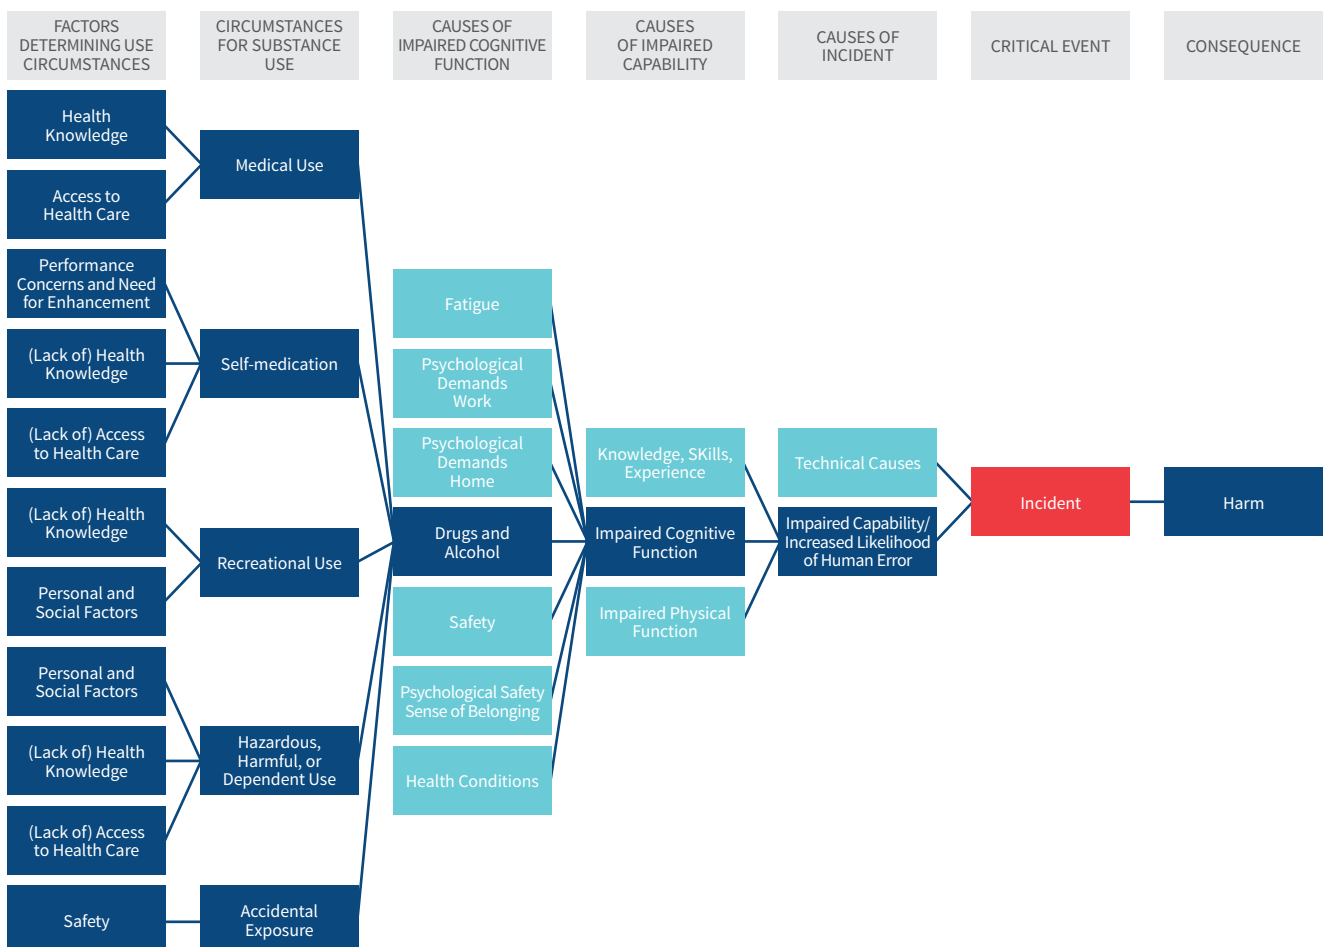 FACTORS
DETERMINING USE
CIRCUMSTANCES
CIRCUMSTANCES
FOR SUBSTANCE
USE
CAUSES OF
IMPAIRED COGNITIVE
FUNCTION
CAUSES
OF IMPAIRED
CAPABILITY
CAUSES OF
INCIDENT
CRITICAL EVENT
CONSEQUENCE
Health
Knowledge
Access to
Health Care
Performance
Concerns and Need
for Enhancement
(Lack of) Health
Knowledge
(Lack of) Access
to Health Care
(Lack of) Health
Knowledge
Personal and
Social Factors
Personal and
Social Factors
(Lack of) Health
Knowledge
(Lack of) Access
to Health Care
Safety
Medical Use
Self-medication
Recreational Use
Hazardous,
Harmful, or
Dependent Use
Accidental
Exposure
Fatigue
Psychological
Demands
Work
Psychological
Demands
Home
Drugs and
Alcohol
Safety
Psychological Safety
Sense of Belonging
Health Conditions
Knowledge, SKills,
Experience
Impaired Cognitive
Function
Impaired Physical
Function
Technical Causes
Impaired Capability/
Increased Likelihood
of Human Error
Incident
Harm